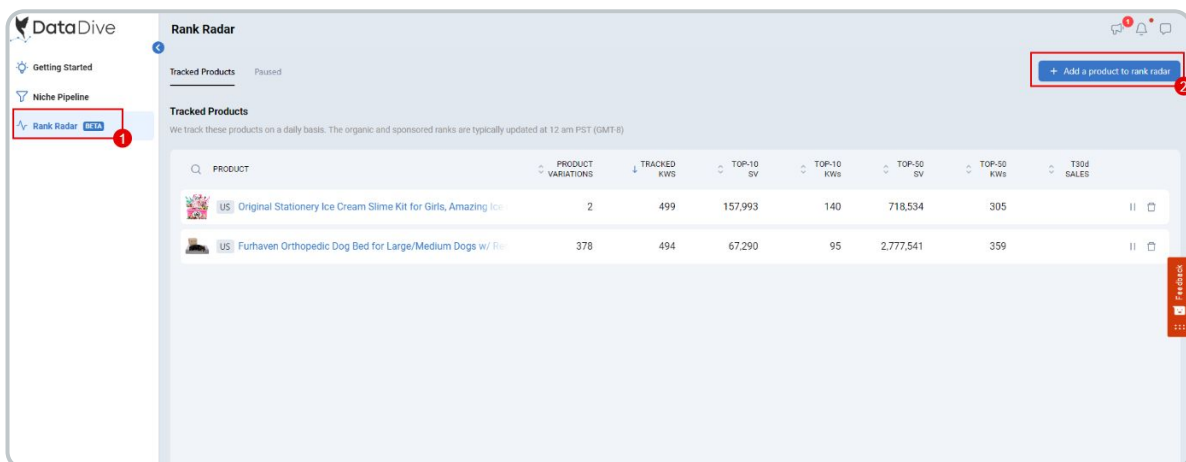 DataDive
Rank Radar
1
Getting Started
Niche Pipeline
Rank Radar BETA
1
Tracked Products Paused
+ Add a product to rank radar
2
Tracked Products
We track these products on a daily basis. The organic and sponsored ranks are typically updated at 12 am PST (GMT-8)
PRODUCT
PRODUCT VARIATIONS
TRACKED KWS
TOP-10 SV
TOP-10 KWs
TOP-50 SV
TOP-50 KWs
T30d SALES
US Original Stationery Ice Cream Slime Kit for Girls, Amazing Ice 2 499 157,993 140 718,534 305
US Furhaven Orthopedic Dog Bed for Large/Medium Dogs w/ 378 494 67,290 95 2,777,541 359
Feedback